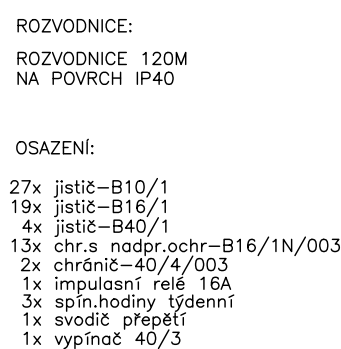 ROZVODNICE:
ROZVODNICE 120M
NA POVRCH IP40
OSAZENÍ:
27x jistič-B10/1
19x jistič-B16/1
4x jistič-B40/1
13x chr.s nadpr.ochr-B16/1N/003
2x chránič-40/4/003
1x impulasní relé 16A
3x spín.hodiny týdenní
1x svodič přepětí
1x vypínač 40/3